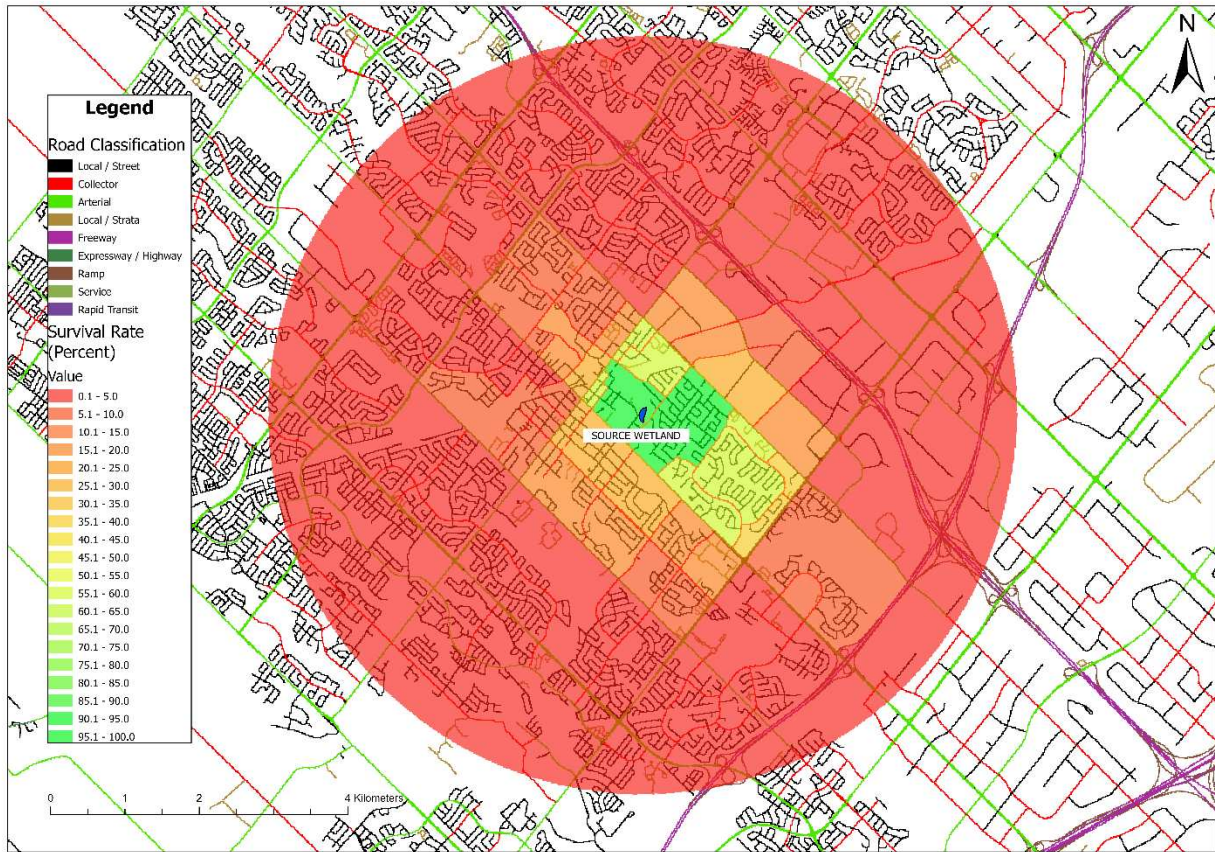 N
Legend
Road Classification
Local / Street
Collector
Arterial
Local / Strata
Freeway
Expressway / Highway
Ramp
Service
Rapid Transit
Survival Rate
(Percent)
Value
0.1 - 5.0
5.1 - 10.0
10.1 - 15.0
15.1 - 20.0
20.1 - 25.0
25.1 - 30.0
30.1 - 35.0
35.1 - 40.0
40.1 - 45.0
45.1 - 50.0
50.1 - 55.0
55.1 - 60.0
60.1 - 65.0
65.1 - 70.0
70.1 - 75.0
75.1 - 80.0
80.1 - 85.0
85.1 - 90.0
90.1 - 95.0
95.1 - 100.0
SOURCE WETLAND
0 1 2 4 Kilometers